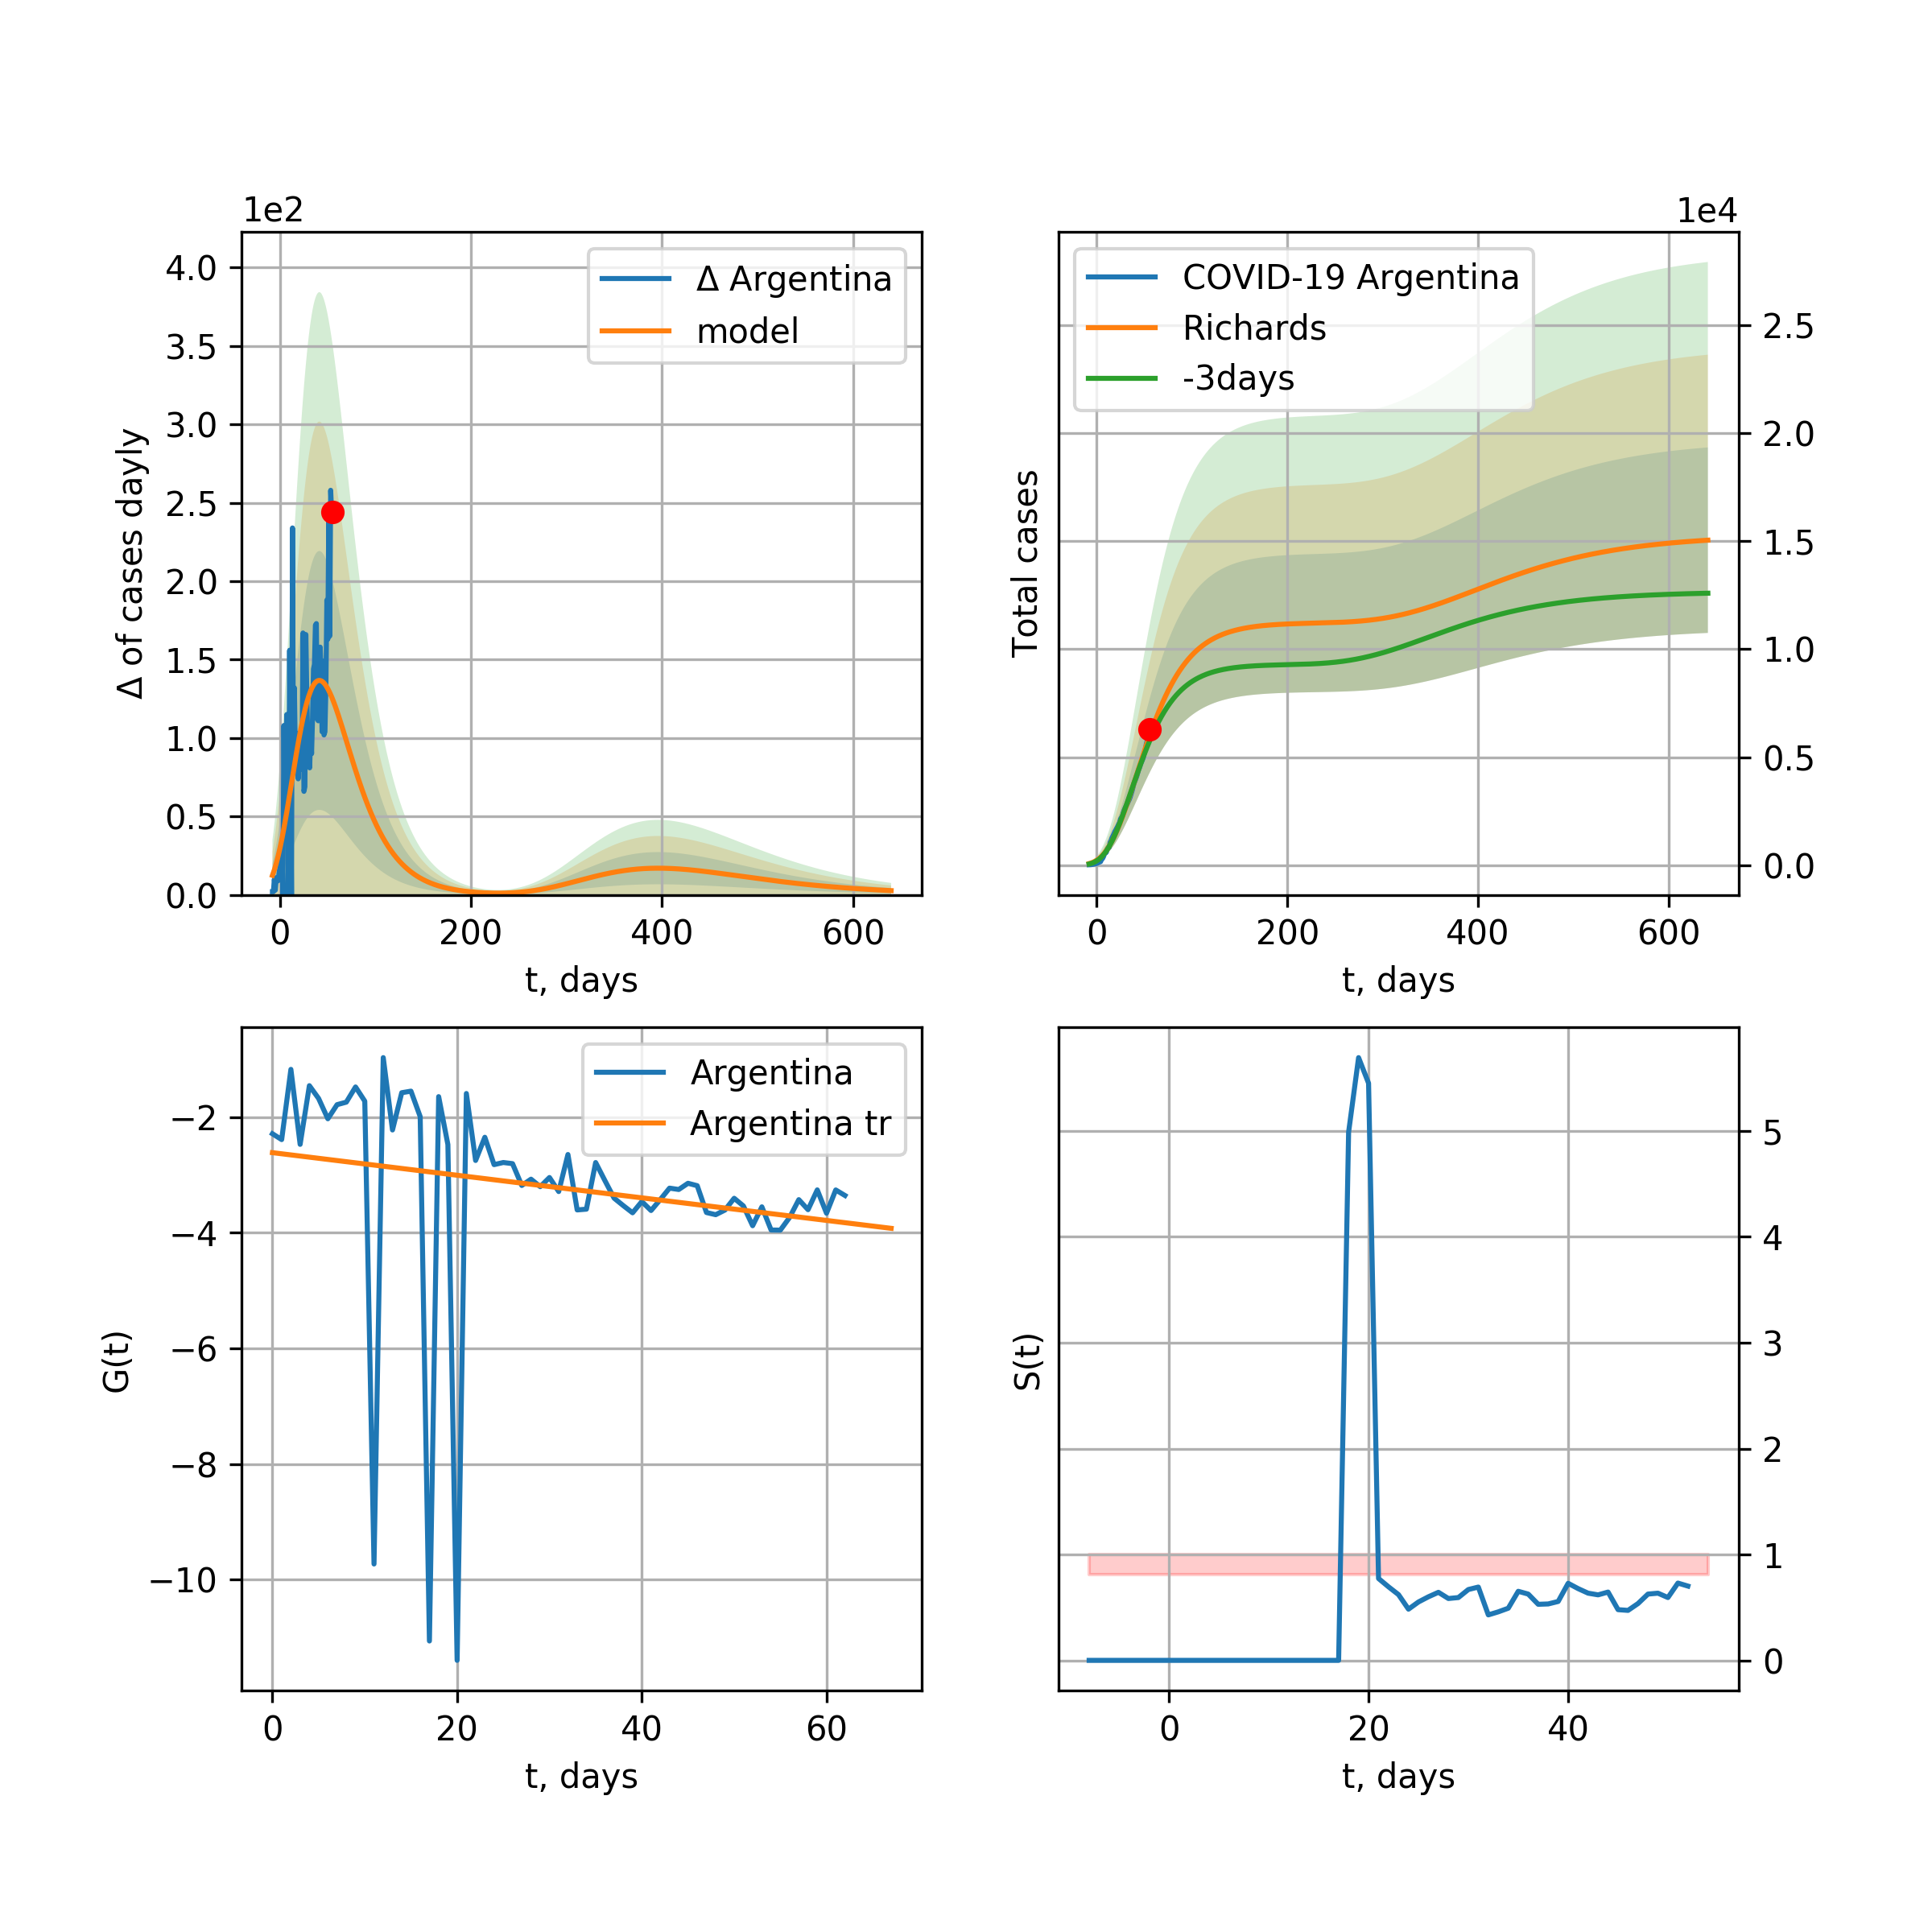 1e2
4.0
3.5
3.0
2.5
2.0
1.5
1.0
0.5
0.0
Δ of cases dayly
Δ Argentina
model
0
200
400
600
t, days
1e4
COVID-19 Argentina
Richards
-3days
Total cases
2.5
2.0
1.5
1.0
0.5
0.0
0
200
400
600
t, days
G(t)
−2
−4
−6
−8
−10
Argentina
Argentina tr
0
20
40
60
t, days
S(t)
5
4
3
2
1
0
0
20
40
t, days